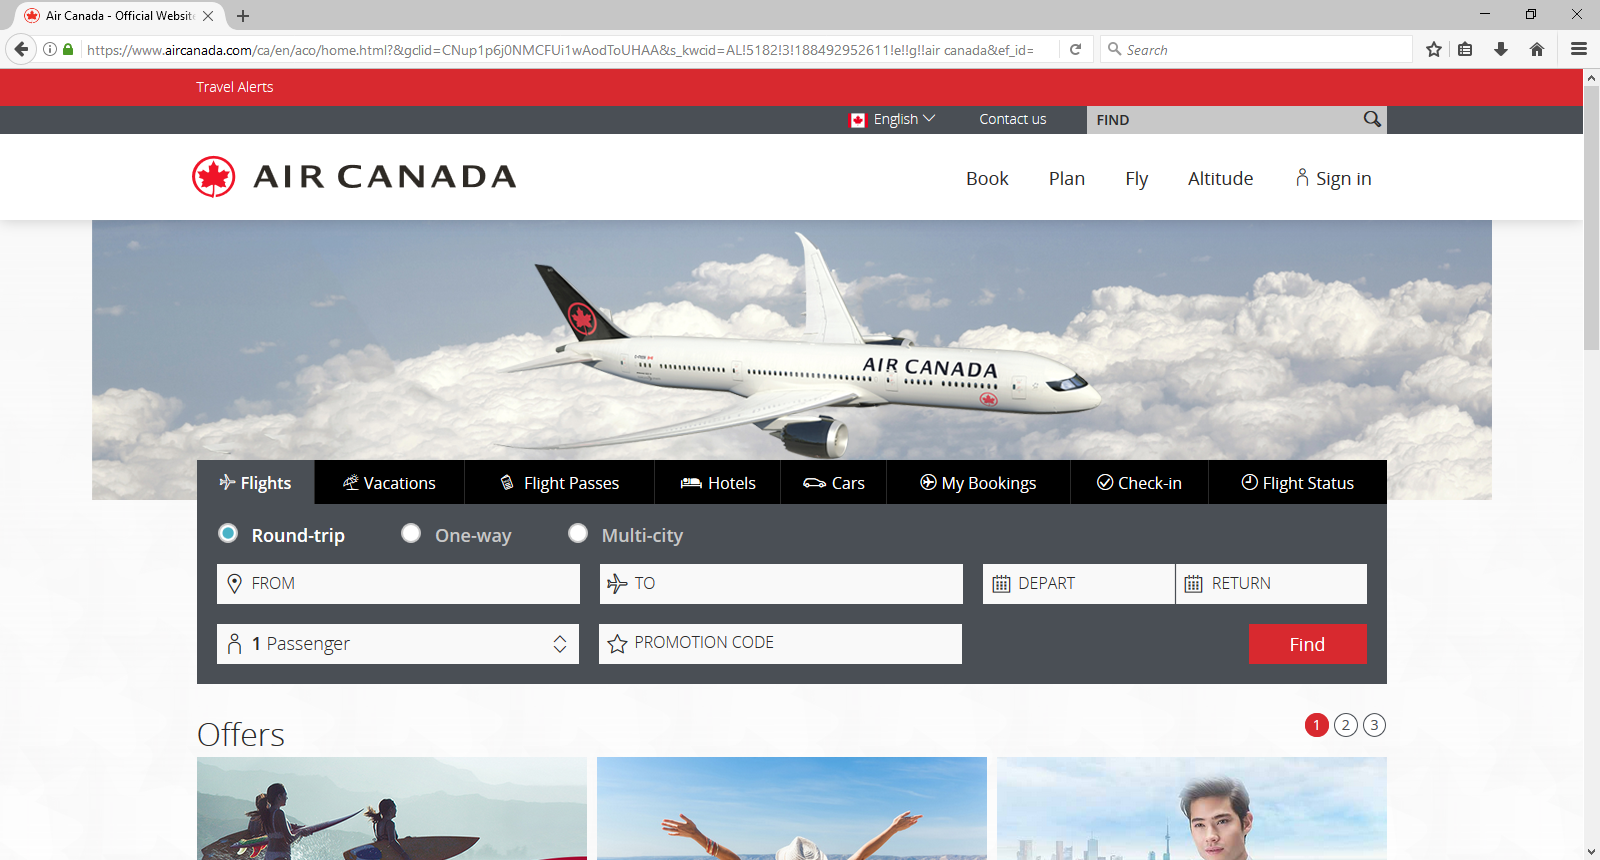 Air Canada - Official Website
https://www.aircanada.com/ca/en/aco/home.html?&gclid=CNup1p6j0NMCFUi1wAodToUHAA&s_kwcid=AL!5182!3!188492952611!e!!g!!air canada&ef_id=
Search
Travel Alerts
English
Contact us
FIND
AIR CANADA
Book
Plan
Fly
Altitude
Sign in
AIR CANADA
Flights
Vacations
Flight Passes
Hotels
Cars
My Bookings
Check-in
Flight Status
Round-trip
One-way
Multi-city
FROM
TO
DEPART
RETURN
1 Passenger
PROMOTION CODE
Find
Offers
1
2
3